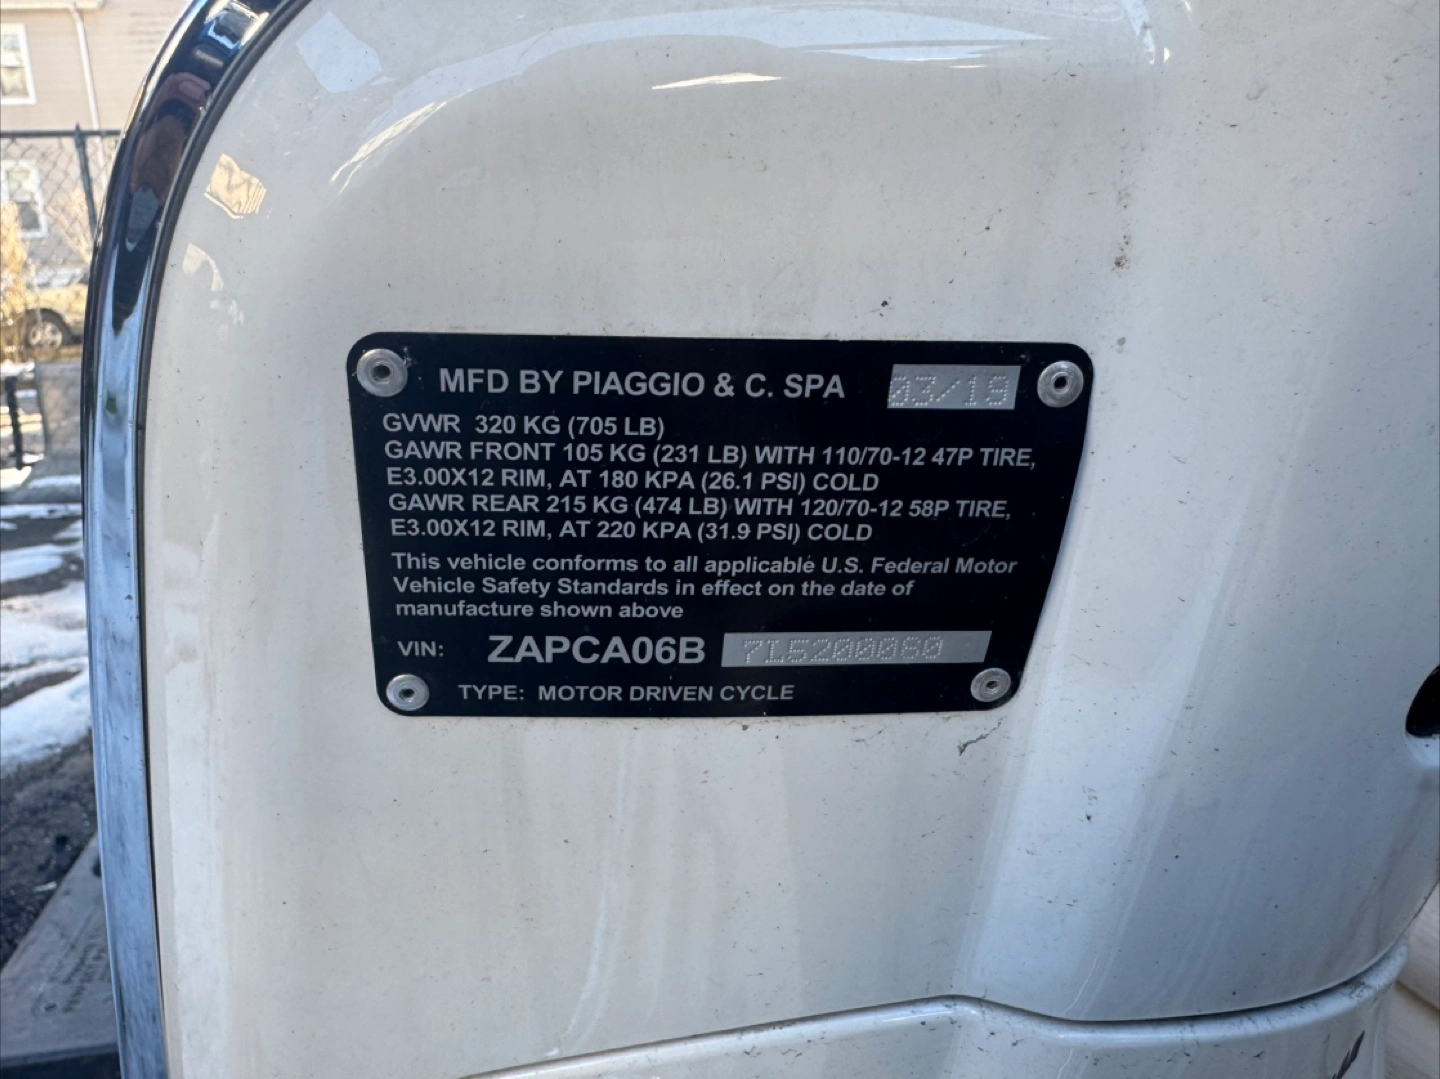 MFD BY PIAGGIO & C. SPA 03/19
GVWR 320 KG (705 LB)
GAWR FRONT 105 KG (231 LB) WITH 110/70-12 47P TIRE,
E3.00X12 RIM, AT 180 KPA (26.1 PSI) COLD
GAWR REAR 215 KG (474 LB) WITH 120/70-12 58P TIRE,
E3.00X12 RIM, AT 220 KPA (31.9 PSI) COLD
This vehicle conforms to all applicable U.S. Federal Motor
Vehicle Safety Standards in effect on the date of
manufacture shown above
VIN: ZAPCA06B 7L5200060
TYPE: MOTOR DRIVEN CYCLE